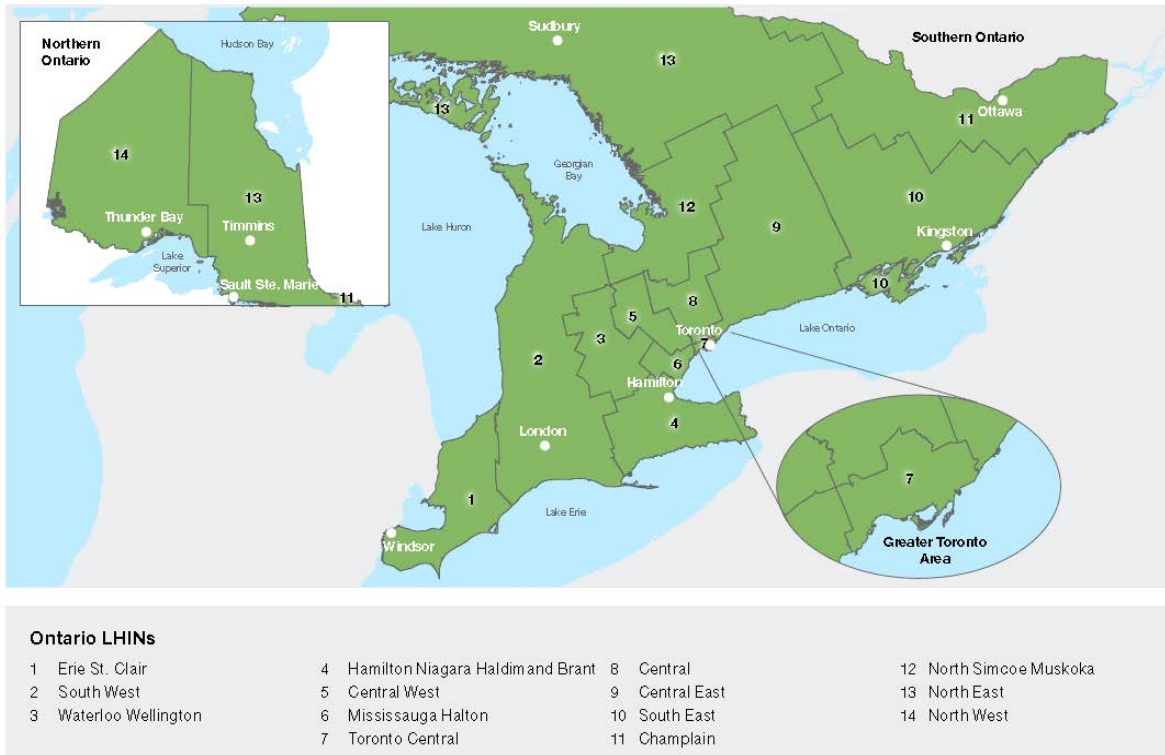 Northern
Ontario
Hudson Bay
14
13
Thunder Bay
Timmins
Lake
Superior
Sault Ste. Marie
11
Sudbury
Southern Ontario
13
13
Ottawa
11
Georgian
Bay
12
10
Lake Huron
9
Kingston
10
8
5
Lake Ontario
Toronto
3
7
2
6
Hamilton
4
London
7
1
Lake Erie
Greater Toronto
Area
Windsor
Ontario LHINs
1 Erie St. Clair
2 South West
3 Waterloo Wellington
4 Hamilton Niagara Haldimand Brant
5 Central West
6 Mississauga Halton
7 Toronto Central
8 Central
9 Central East
10 South East
11 Champlain
12 North Simcoe Muskoka
13 North East
14 North West